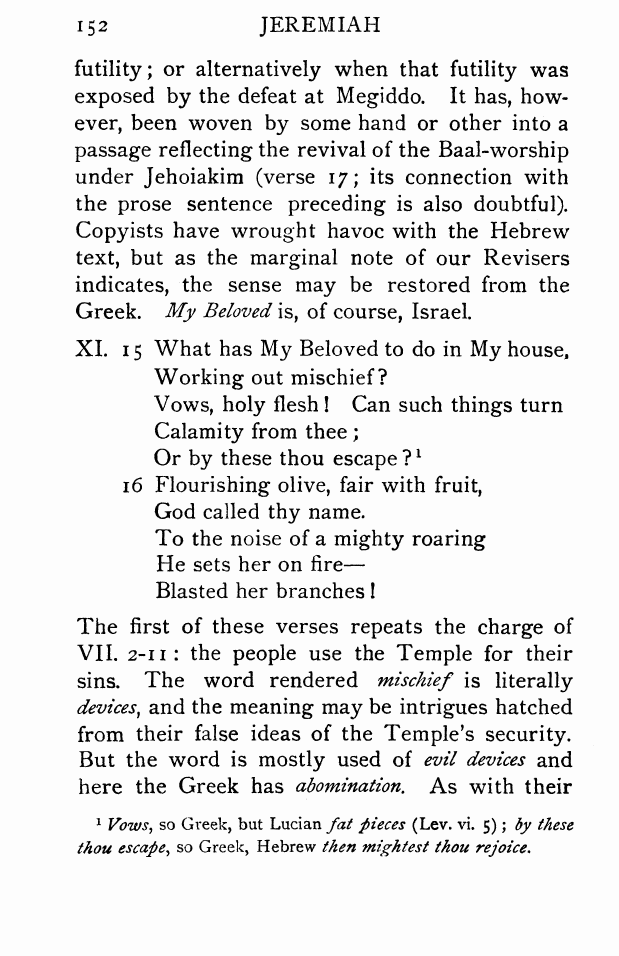 152 JEREMIAH
futility; or alternatively when that futility was
exposed by the defeat at Megiddo. It has, how-
ever, been woven by some hand or other into a
passage reflecting the revival of the Baal-worship
under Jehoiakim (verse 17; its connection with
the prose sentence preceding is also doubtful).
Copyists have wrought havoc with the Hebrew
text, but as the marginal note of our Revisers
indicates, the sense may be restored from the
Greek. My Beloved is, of course, Israel.
XI. 15 What has My Beloved to do in My house,
Working out mischief?
Vows, holy flesh! Can such things turn
Calamity from thee;
Or by these thou escape?¹
16 Flourishing olive, fair with fruit,
God called thy name.
To the noise of a mighty roaring
He sets her on fire—
Blasted her branches!
The first of these verses repeats the charge of
VII. 2-11: the people use the Temple for their
sins. The word rendered mischief is literally
devices, and the meaning may be intrigues hatched
from their false ideas of the Temple's security.
But the word is mostly used of evil devices and
here the Greek has abomination. As with their
¹ Vows, so Greek, but Lucian fat pieces (Lev. vi. 5); by these
thou escape, so Greek, Hebrew then mightest thou rejoice.